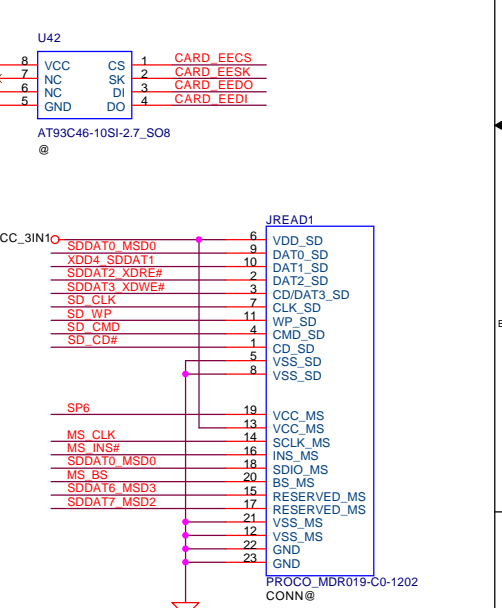 U42
8 VCC CS 1 CARD_EECS
7 NC SK 2 CARD_EESK
6 NC DI 3 CARD_EEDO
5 GND DO 4 CARD_EEDI
AT93C46-10SI-2.7_SO8
@
JREAD1
CC_3IN1 6 VDD_SD
SDDAT0_MSD0 9 DAT0_SD
XDD4_SDDAT1 10 DAT1_SD
SDDAT2_XDRE# 2 DAT2_SD
SDDAT3_XDWE# 3 CD/DAT3_SD
SD_CLK 7 CLK_SD
SD_WP 11 WP_SD
SD_CMD 4 CMD_SD
SD_CD# 1 CD_SD
5 VSS_SD
8 VSS_SD
SP6 19 VCC_MS
13 VCC_MS
MS_CLK 14 SCLK_MS
MS_INS# 16 INS_MS
SDDAT0_MSD0 18 SDIO_MS
MS_BS 20 BS_MS
SDDAT6_MSD3 15 RESERVED_MS
SDDAT7_MSD2 17 RESERVED_MS
21 VSS_MS
12 VSS_MS
22 GND
23 GND
PROCO_MDR019-C0-1202
CONN@